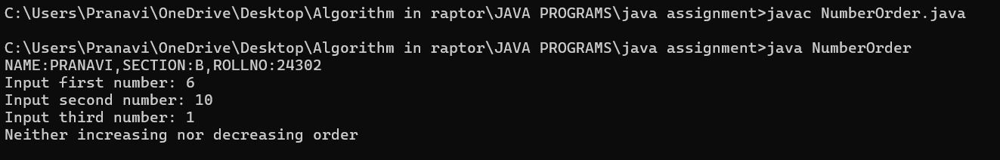 C:\Users\Pranavi\OneDrive\Desktop\Algorithm in raptor\JAVA PROGRAMS\java assignment>javac NumberOrder.java
C:\Users\Pranavi\OneDrive\Desktop\Algorithm in raptor\JAVA PROGRAMS\java assignment>java NumberOrder
NAME:PRANAVI,SECTION:B,ROLLNO:24302
Input first number: 6
Input second number: 10
Input third number: 1
Neither increasing nor decreasing order